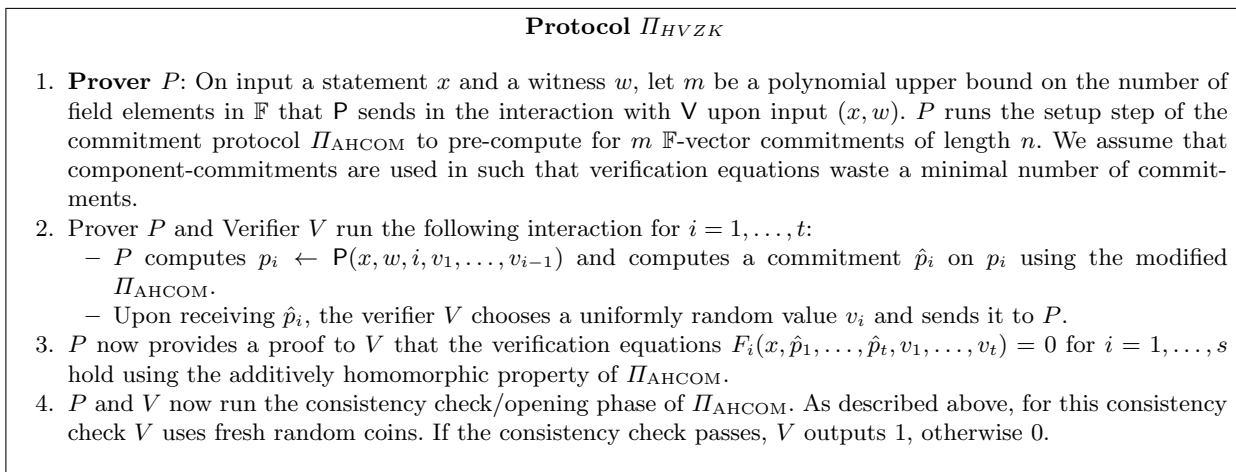 Protocol Π_HVZK
1. Prover P: On input a statement x and a witness w, let m be a polynomial upper bound on the number of
field elements in 𝔽 that P sends in the interaction with V upon input (x, w). P runs the setup step of the
commitment protocol Π_AHCOM to pre-compute for m 𝔽-vector commitments of length n. We assume that
component-commitments are used in such that verification equations waste a minimal number of commit-
ments.
2. Prover P and Verifier V run the following interaction for i = 1, . . . , t:
– P computes p_i ← P(x, w, i, v_1, . . . , v_{i−1}) and computes a commitment p̂_i on p_i using the modified
Π_AHCOM.
– Upon receiving p̂_i, the verifier V chooses a uniformly random value v_i and sends it to P.
3. P now provides a proof to V that the verification equations F_i(x, p̂_1, . . . , p̂_t, v_1, . . . , v_t) = 0 for i = 1, . . . , s
hold using the additively homomorphic property of Π_AHCOM.
4. P and V now run the consistency check/opening phase of Π_AHCOM. As described above, for this consistency
check V uses fresh random coins. If the consistency check passes, V outputs 1, otherwise 0.